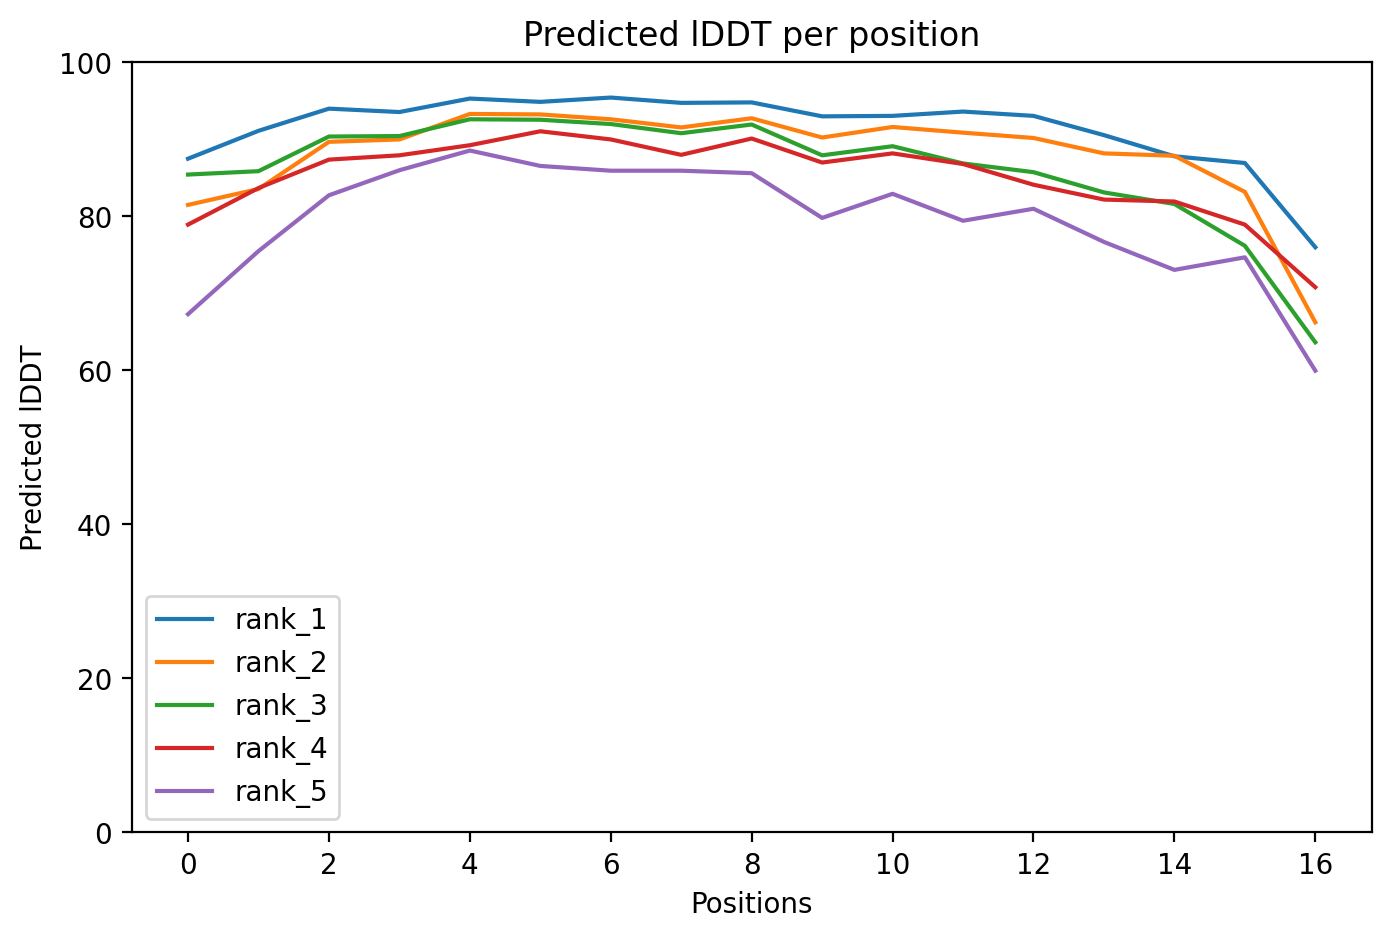 Predicted lDDT per position
100
80
60
40
20
0
Predicted lDDT
rank_1
rank_2
rank_3
rank_4
rank_5
0 2 4 6 8 10 12 14 16
Positions